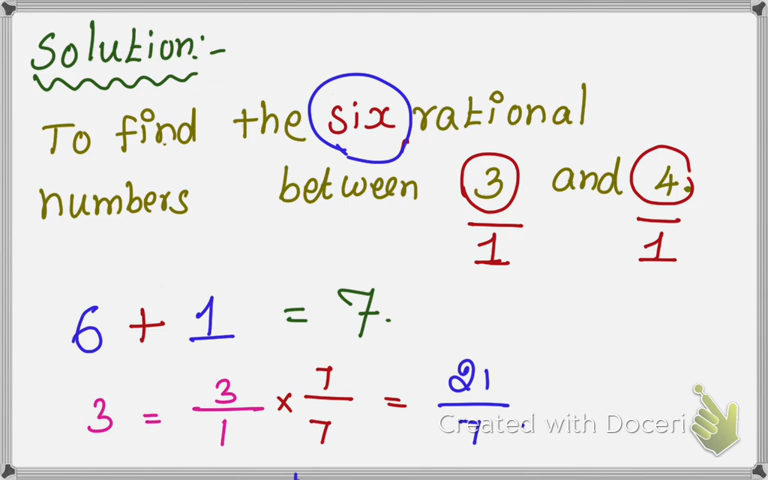 Solution:-
To find the six rational
numbers between 3/1 and 4/1.
6 + 1 = 7.
3 = 3/1 × 7/7 = 21/7.
Created with Doceri